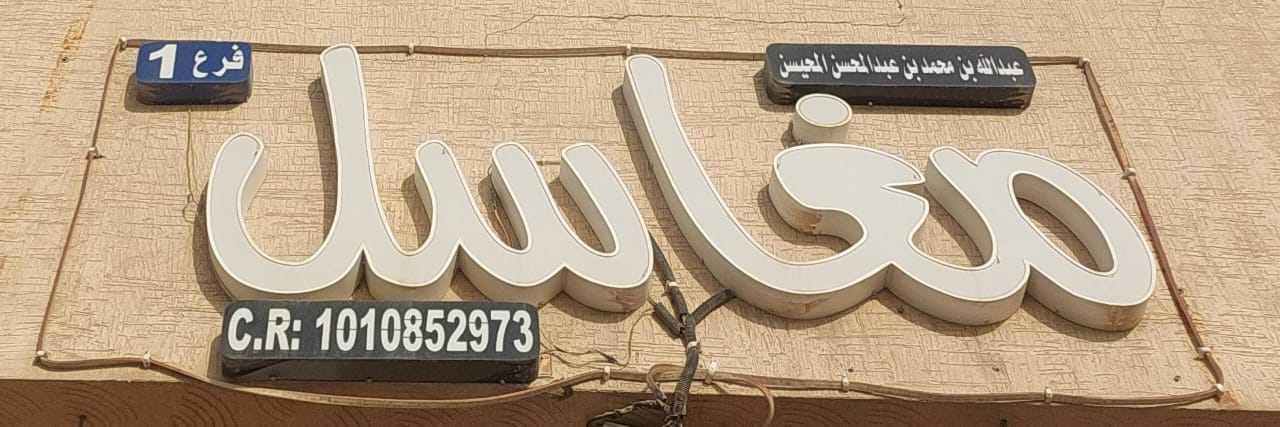 عبدالله بن محمد بن عبدالمحسن المحيسن
فرع 1
مغاسل
C.R: 1010852973